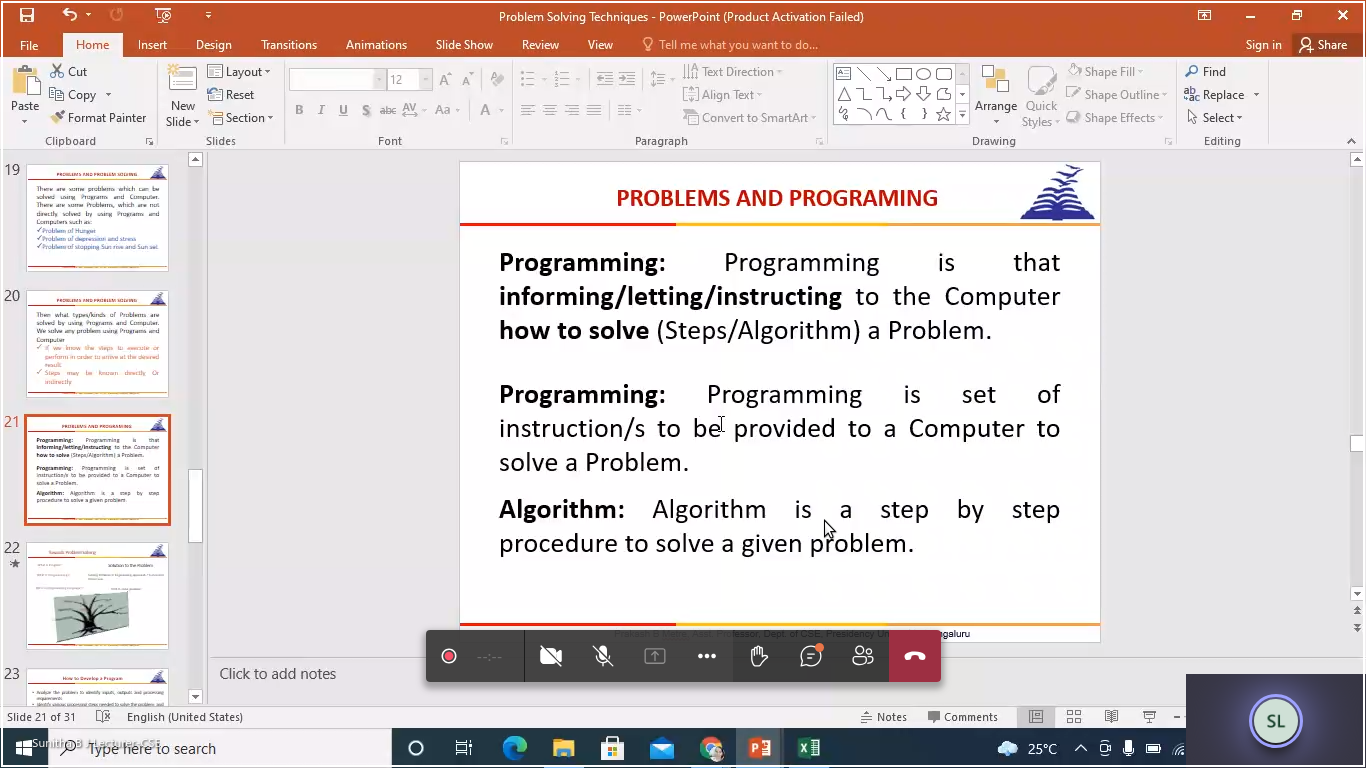 Problem Solving Techniques - PowerPoint (Product Activation Failed)
File Home Insert Design Transitions Animations Slide Show Review View Tell me what you want to do... Sign in Share
Paste
Cut
Copy
Format Painter
Clipboard
New
Slide
Layout
Reset
Section
Slides
12
B I U S abc AV Aa A
Font
Text Direction
Align Text
Convert to SmartArt
Paragraph
Arrange
Quick
Styles
Shape Fill
Shape Outline
Shape Effects
Drawing
Find
Replace
Select
Editing
19
PROBLEMS AND PROBLEM SOLVING
There are some problems which can be
solved using Programs and Computer.
There are some Problems, which are not
directly solved by using Programs and
Computers such as:
✓Problem of Hunger
✓Problem of depression and stress
✓Problem of stopping Sun rise and Sun set
20
PROBLEMS AND PROBLEM SOLVING
Then what types/kinds of Problems are
solved by using Programs and Computer.
We solve any problem using Programs and
Computer
✓ if we know the steps to execute or
perform in order to arrive at the desired
result
✓ Steps may be known directly Or
indirectly
21
PROBLEMS AND PROGRAMING
Programming: Programming is that
informing/letting/instructing to the Computer
how to solve (Steps/Algorithm) a Problem.
Programming: Programming is set of
instruction/s to be provided to a Computer to
solve a Problem.
Algorithm: Algorithm is a step by step
procedure to solve a given problem.
22
Solution to the Problem
23
How to Develop a Program
• Analyze the problem to identify inputs, outputs and processing
requirements
PROBLEMS AND PROGRAMING
Programming: Programming is that
informing/letting/instructing to the Computer
how to solve (Steps/Algorithm) a Problem.
Programming: Programming is set of
instruction/s to be provided to a Computer to
solve a Problem.
Algorithm: Algorithm is a step by step
procedure to solve a given problem.
Dept. of CSE, Presidency
--:--
Click to add notes
SL
Slide 21 of 31 English (United States) Notes Comments
Type here to search
25°C